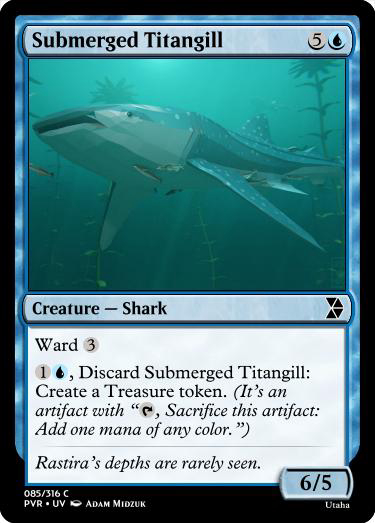 Submerged Titangill 5
Creature — Shark
Ward 3
1, Discard Submerged Titangill:
Create a Treasure token. (It's an
artifact with “, Sacrifice this artifact:
Add one mana of any color.”)
Rastira's depths are rarely seen.
6/5
085/316 C
PVR • UV Adam Midzuk
Utaha